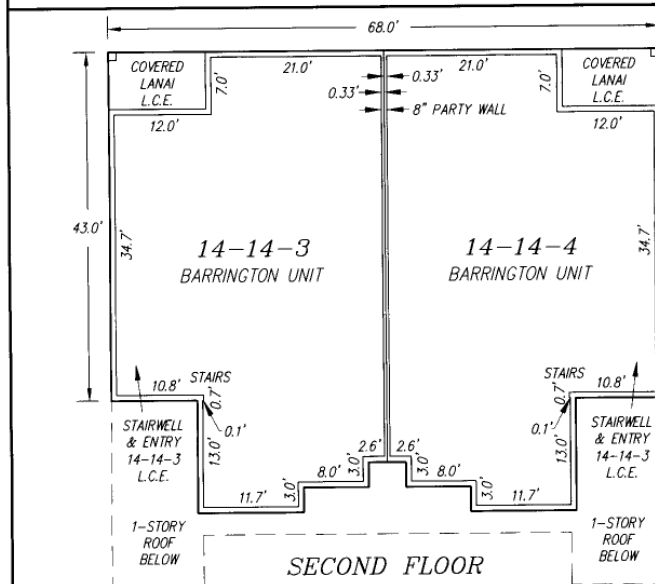 68.0'
COVERED
LANAI
L.C.E.
21.0'
7.0'
0.33'
0.33'
8" PARTY WALL
21.0'
7.0'
COVERED
LANAI
L.C.E.
12.0'
12.0'
43.0'
34.7'
14-14-3
BARRINGTON UNIT
14-14-4
BARRINGTON UNIT
34.7'
10.8'
STAIRS
0.7'
0.1'
STAIRS
0.7'
10.8'
0.1'
STAIRWELL
& ENTRY
14-14-3
L.C.E.
13.0'
2.6'
2.6'
3.0'
3.0'
8.0'
8.0'
3.0'
3.0'
11.7'
11.7'
13.0'
STAIRWELL
& ENTRY
14-14-3
L.C.E.
1-STORY
ROOF
BELOW
1-STORY
ROOF
BELOW
SECOND FLOOR